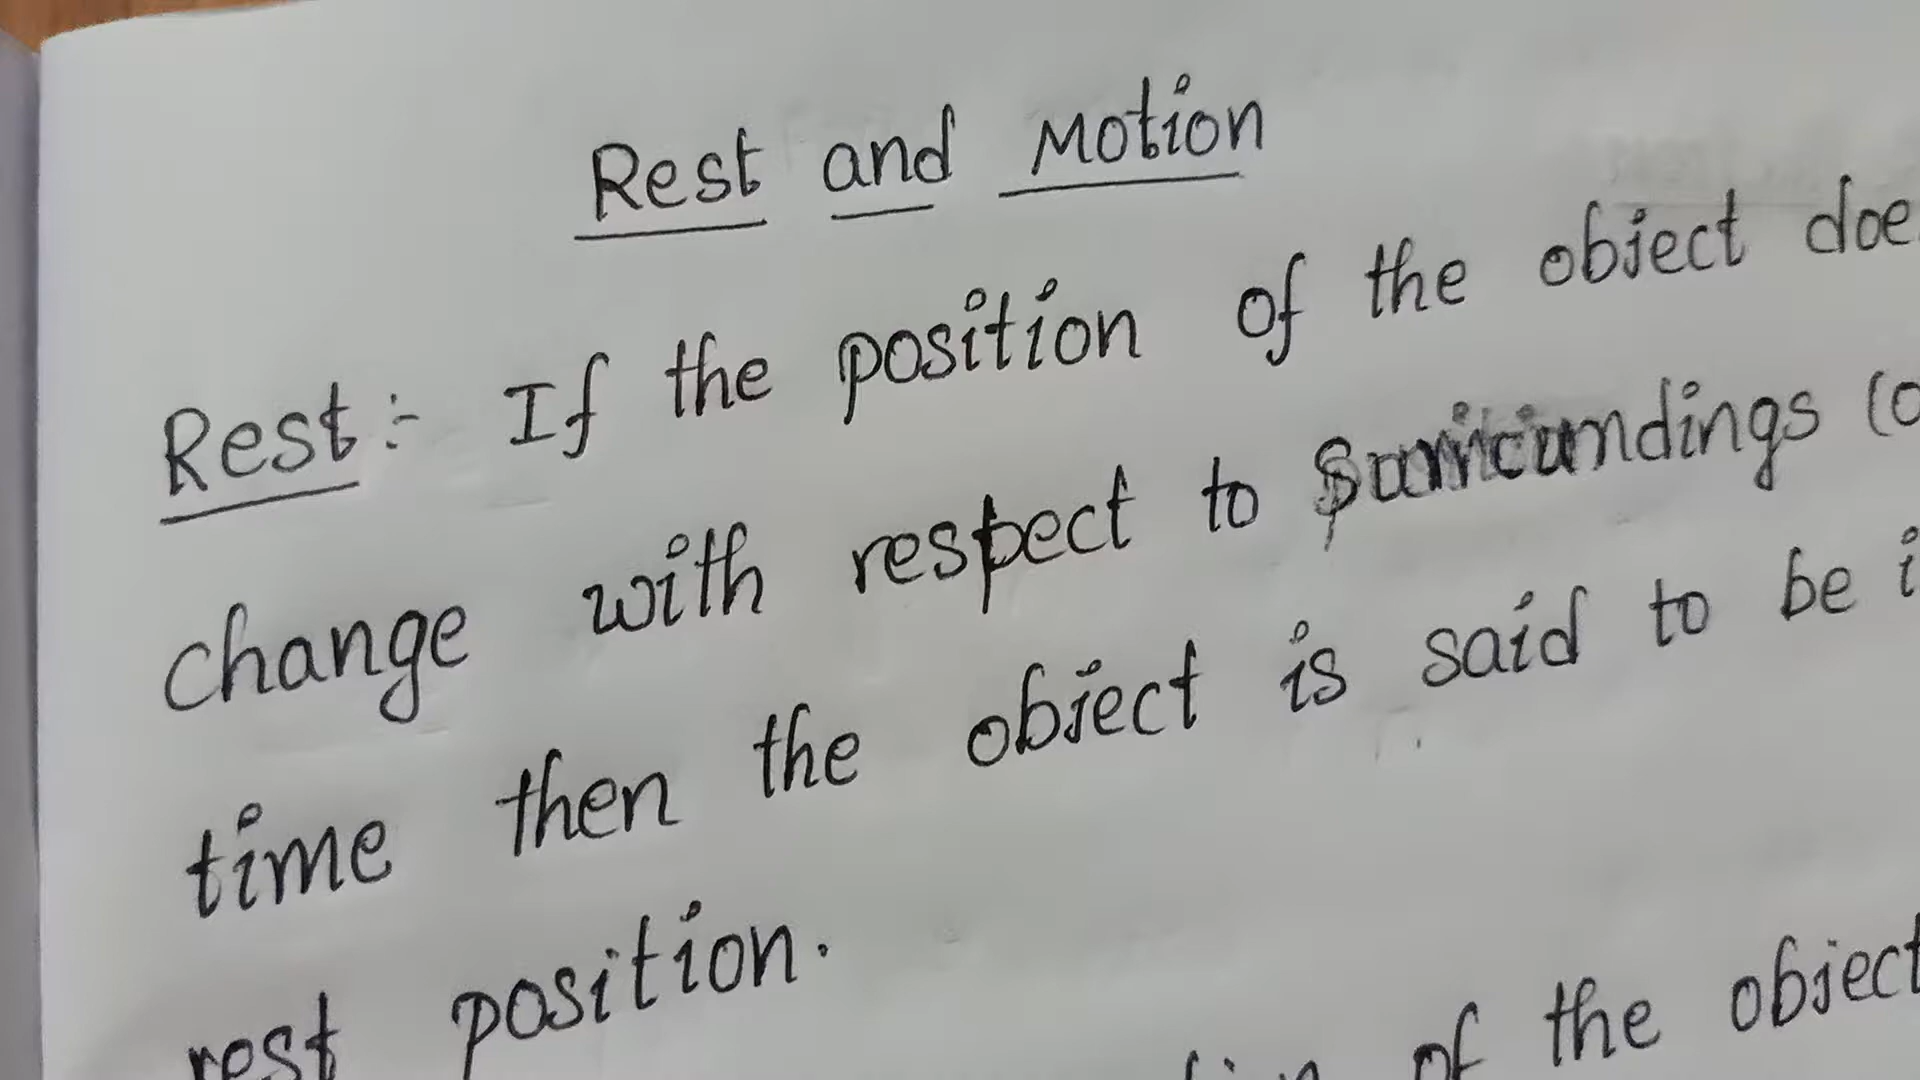 Rest and Motion
Rest:- If the position of the object doe
change with respect to
time then the object is said to be i
rest position.
of the object